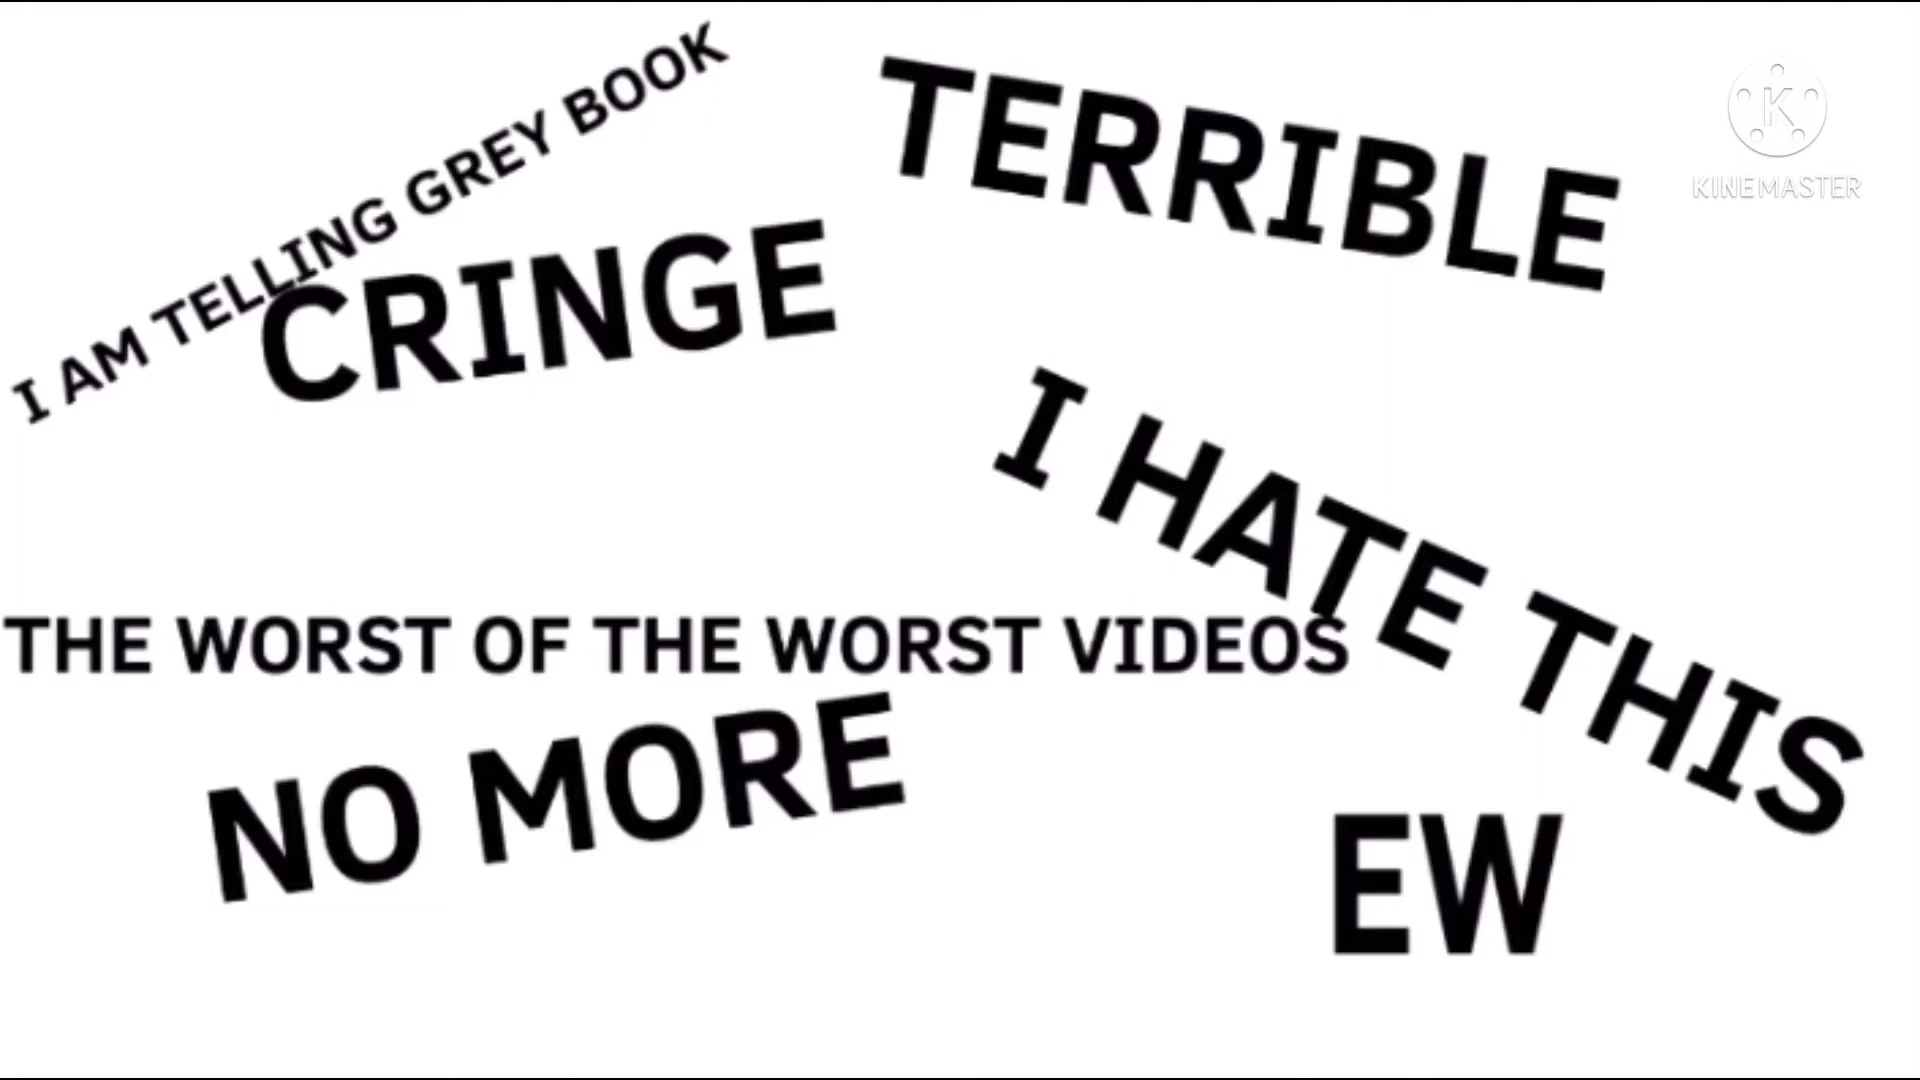 I AM TELLING GREY BOOK
TERRIBLE
KINEMASTER
CRINGE
I HATE THIS
THE WORST OF THE WORST VIDEOS
NO MORE
EW